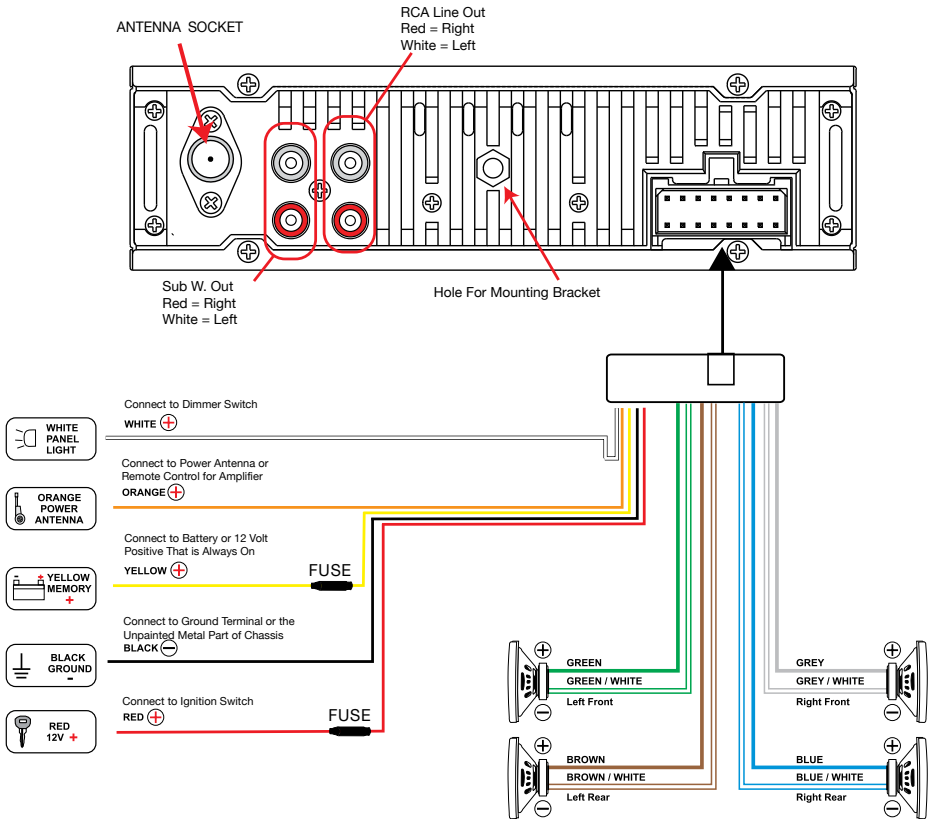 RCA Line Out
Red = Right
White = Left
ANTENNA SOCKET
Sub W. Out
Red = Right
White = Left
Hole For Mounting Bracket
Connect to Dimmer Switch
WHITE +
WHITE
PANEL
LIGHT
Connect to Power Antenna or
Remote Control for Amplifier
ORANGE +
ORANGE
POWER
ANTENNA
Connect to Battery or 12 Volt
Positive That is Always On
YELLOW +
FUSE
- +
YELLOW
MEMORY
+
Connect to Ground Terminal or the
Unpainted Metal Part of Chassis
BLACK −
BLACK
GROUND
-
Connect to Ignition Switch
RED +
FUSE
RED
12V +
+
GREEN
GREEN / WHITE
Left Front
−
+
GREY
GREY / WHITE
Right Front
−
+
BROWN
BROWN / WHITE
Left Rear
−
+
BLUE
BLUE / WHITE
Right Rear
−